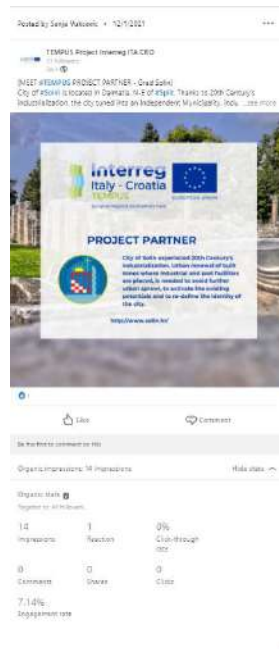 Posted by Sanja Vukcevic • 12/1/2021
TEMPUS Project Interreg ITA CRO
[MEET #TEMPUS PROJECT PARTNER - Grad Solin]
City of #Solin is located in Dalmatia, N-E of #Split. Thanks to 20th Century's
industrialization, the city turned into an Independent Municipality.
...see more
Interreg
Italy - Croatia
TEMPUS
EUROPEAN UNION
PROJECT PARTNER
City of Solin experienced 20th Century's
industrialization. Urban renewal of built
zones where industrial and port facilities
are placed, is needed to avoid further
urban sprawl, to activate the existing
potentials and to re-define the identity of
the city.
http://www.solin.hr/
1
Like
Comment
Be the first to comment on this
Organic impressions: 14 impressions
Hide stats
Organic stats
Targeted to: All followers
14
1
0%
Impressions
Reaction
Click-through
rate
0
0
0
Comments
Shares
Clicks
7.14%
Engagement rate